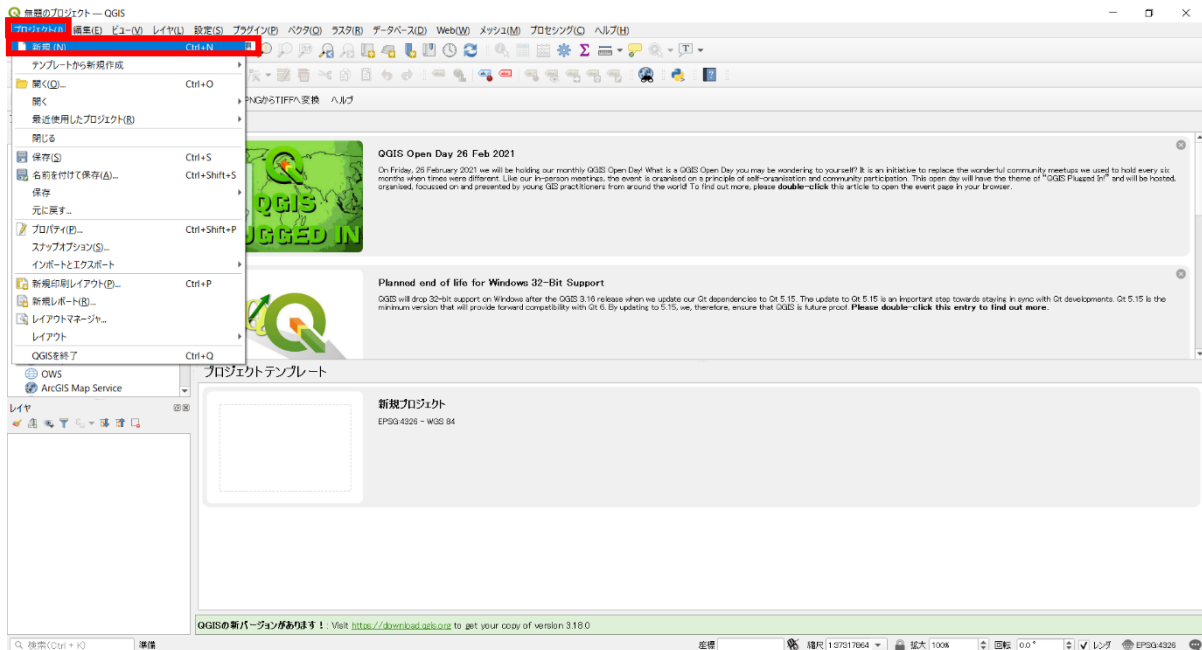 無題のプロジェクト — QGIS
プロジェクト(J) 編集(E) ビュー(V) レイヤ(L) 設定(S) プラグイン(P) ベクタ(O) ラスタ(R) データベース(D) Web(W) メッシュ(M) プロセシング(C) ヘルプ(H)
新規(N) Ctrl+N
テンプレートから新規作成
開く(O)... Ctrl+O
開く
最近使用したプロジェクト(R)
閉じる
保存(S) Ctrl+S
名前を付けて保存(A)... Ctrl+Shift+S
保存
元に戻す...
プロパティ(P)... Ctrl+Shift+P
スナップオプション(S)...
インポートとエクスポート
新規印刷レイアウト(P)... Ctrl+P
新規レポート(R)...
レイアウトマネージャ...
レイアウト
QGISを終了 Ctrl+Q
PNGからTIFFへ変換 ヘルプ
QGIS
UGGED IN
QGIS Open Day 26 Feb 2021
On Friday, 26 February 2021 we will be holding our monthly QGIS Open Day! What is a QGIS Open Day you may be wondering to yourself? It is an initiative to replace the wonderful community meetups we used to hold every six
months when times were different. Like our in-person meetings, the event is organised on a principle of self-organisation and community participation. This open day will have the theme of "QGIS Plugged In!" and will be hosted,
organised, focussed on and presented by young GIS practitioners from around the world! To find out more, please double-click this article to open the event page in your browser.
Planned end of life for Windows 32-Bit Support
QGIS will drop 32-bit support on Windows after the QGIS 3.16 release when we update our Qt dependencies to Qt 5.15. The update to Qt 5.15 is an important step towards staying in sync with Qt developments. Qt 5.15 is the
minimum version that will provide forward compatibility with Qt 6. By updating to 5.15, we, therefore, ensure that QGIS is future proof. Please double-click this entry to find out more.
OWS
ArcGIS Map Service
レイヤ
プロジェクトテンプレート
新規プロジェクト
EPSG:4326 - WGS 84
QGISの新バージョンがあります!: Visit https://download.qgis.org to get your copy of version 3.18.0
検索(Ctrl + K) 準備 座標 縮尺 1:37317864 拡大 100% 回転 0.0 ° レンダ EPSG:4326